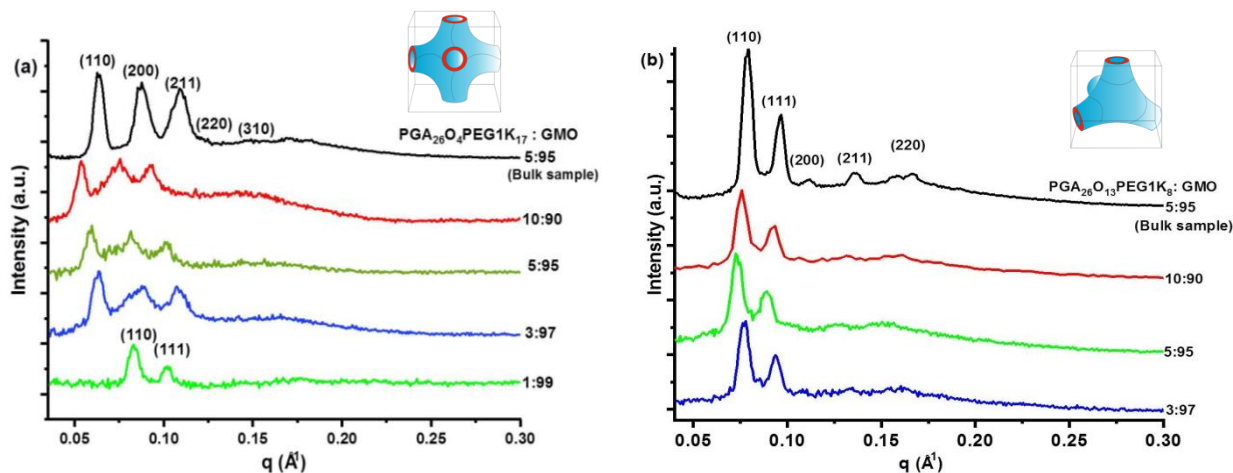 (a)
(110)
(200)
(211)
(220)
(310)
PGA₂₆O₄PEG1K₁₇ : GMO
5:95
(Bulk sample)
10:90
5:95
3:97
(110)
(111)
1:99
Intensity (a.u.)
0.05 0.10 0.15 0.20 0.25 0.30
q (Å¹)
(b)
(110)
(111)
(200)
(211)
(220)
PGA₂₆O₁₃PEG1K₈: GMO
5:95
(Bulk sample)
10:90
5:95
3:97
Intensity (a.u.)
0.05 0.10 0.15 0.20 0.25 0.30
q (Å¹)